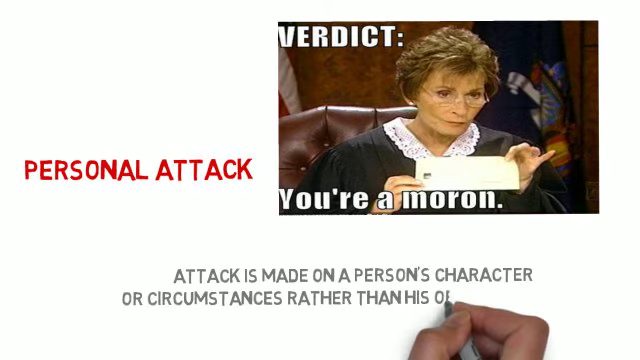 VERDICT:
You're a moron.
PERSONAL ATTACK
ATTACK IS MADE ON A PERSON'S CHARACTER
OR CIRCUMSTANCES RATHER THAN HIS